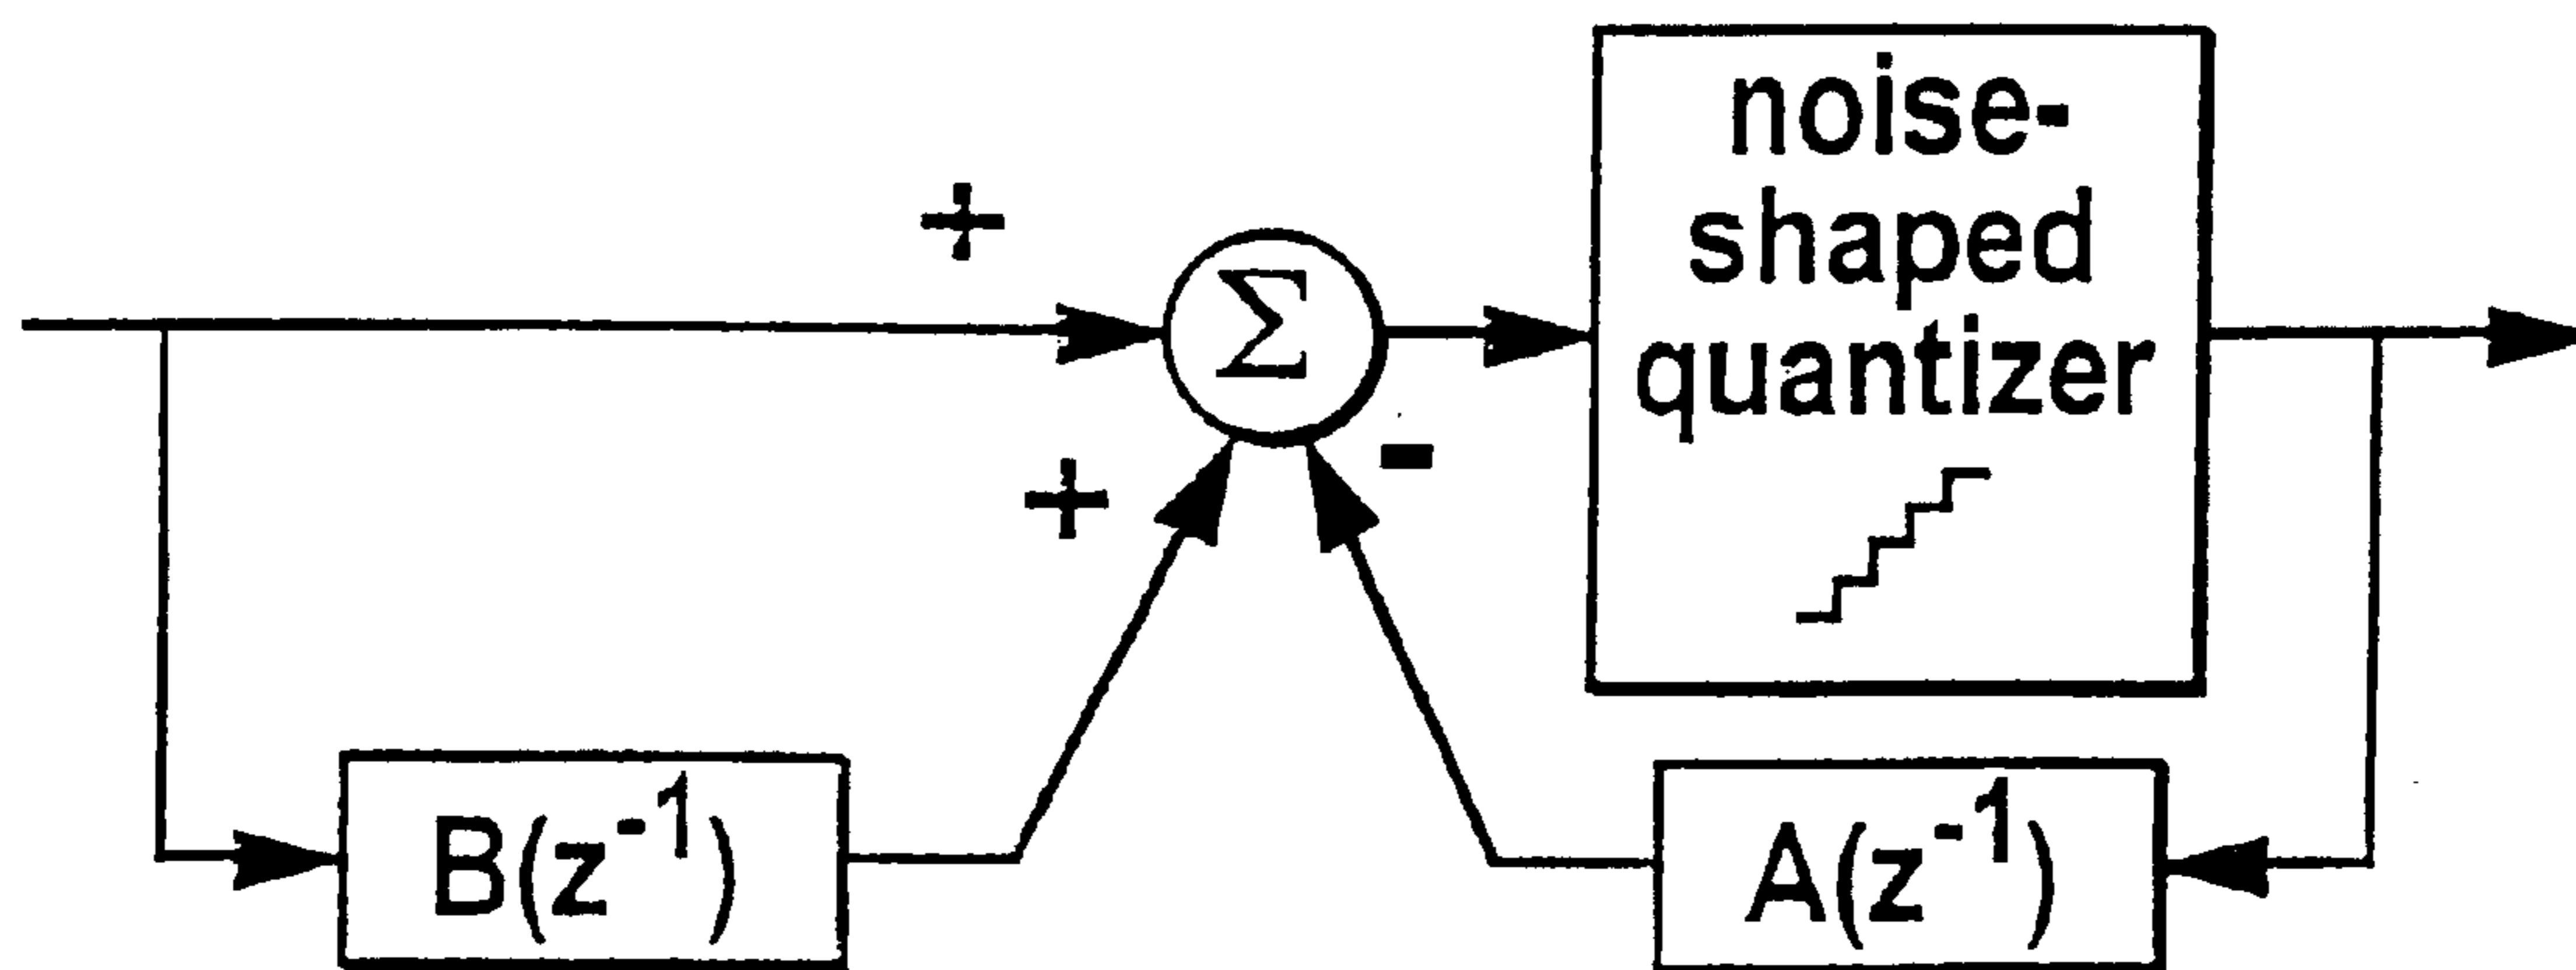 noise-
shaped
quantizer
+
Σ
+
-
B(z⁻¹)
A(z⁻¹)